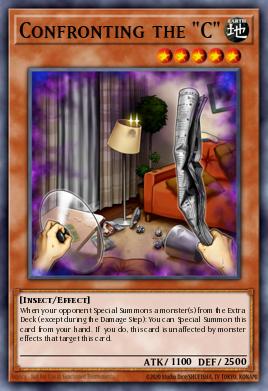 CONFRONTING THE "C"
EARTH
地
[INSECT/EFFECT]
When your opponent Special Summons a monster(s) from the Extra
Deck (except during the Damage Step): You can Special Summon this
card from your hand. If you do, this card is unaffected by monster
effects that target this card.
ATK/1100 DEF/2500
©2020 Studio Dice/SHUEISHA, TV TOKYO, KONAMI